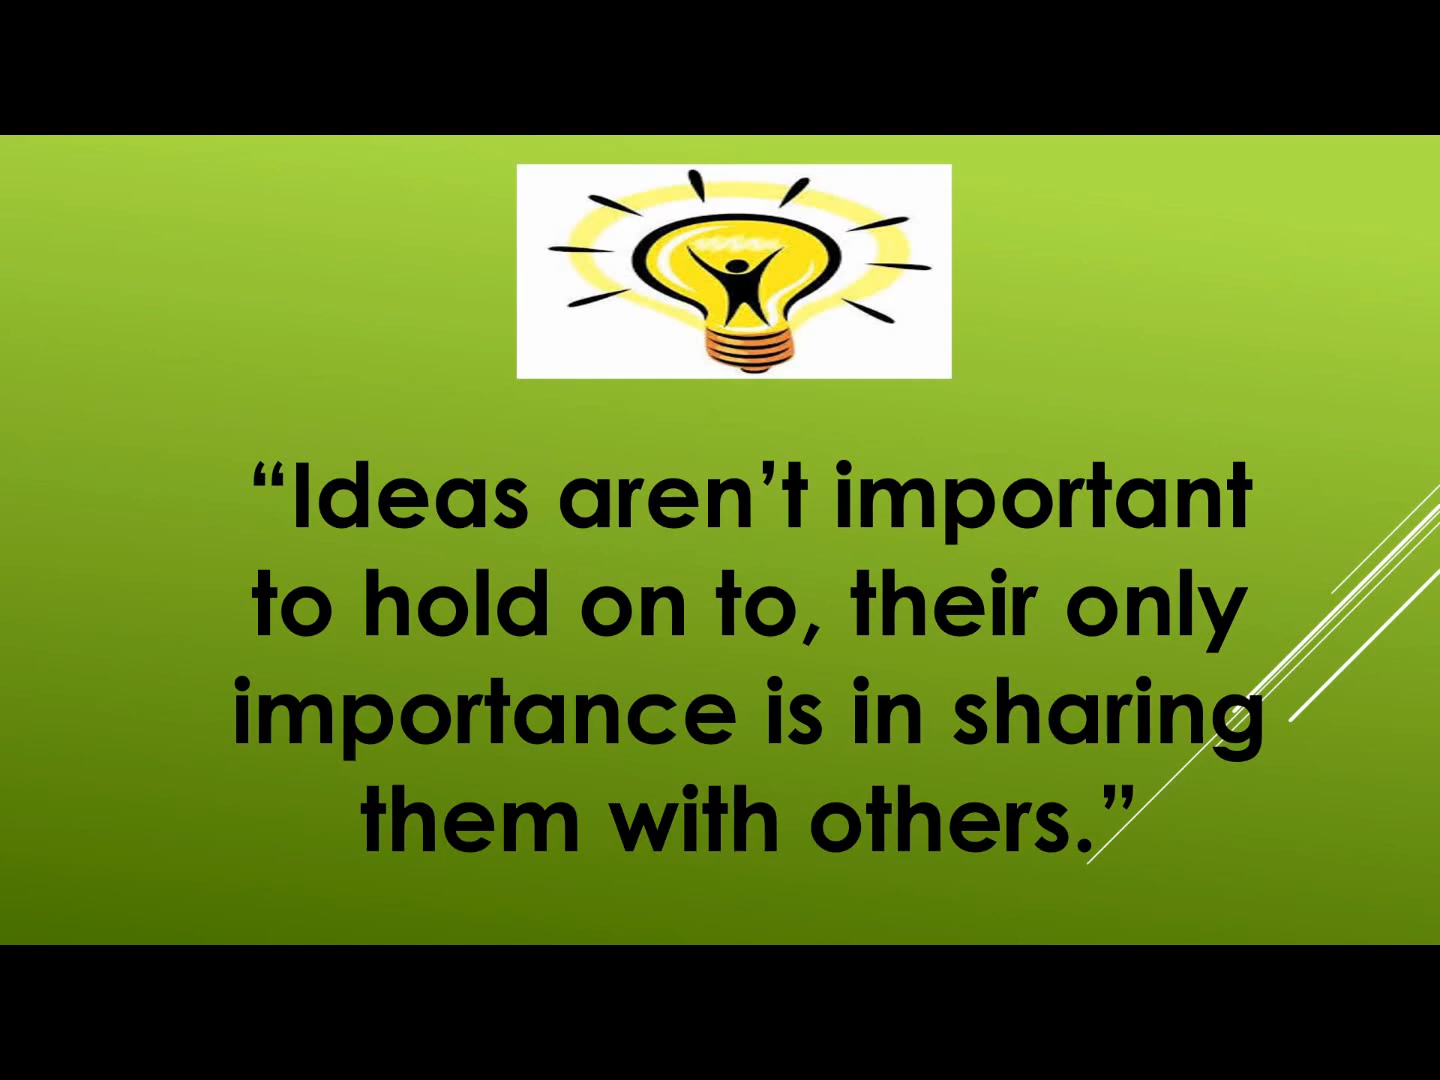 “Ideas aren’t important
to hold on to, their only
importance is in sharing
them with others.”